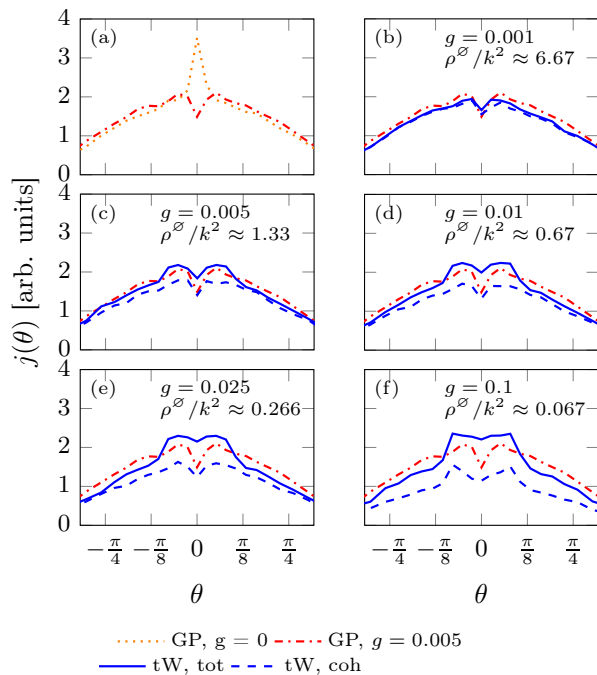 4
3
2
1
0
(a)
(b)
g = 0.001
ρ^∅/k² ≈ 6.67
4
3
2
1
0
(c)
g = 0.005
ρ^∅/k² ≈ 1.33
(d)
g = 0.01
ρ^∅/k² ≈ 0.67
j(θ) [arb. units]
4
3
2
1
0
(e)
g = 0.025
ρ^∅/k² ≈ 0.266
(f)
g = 0.1
ρ^∅/k² ≈ 0.067
−π/4 −π/8 0 π/8 π/4
−π/4 −π/8 0 π/8 π/4
θ
θ
GP, g = 0 GP, g = 0.005
tW, tot tW, coh